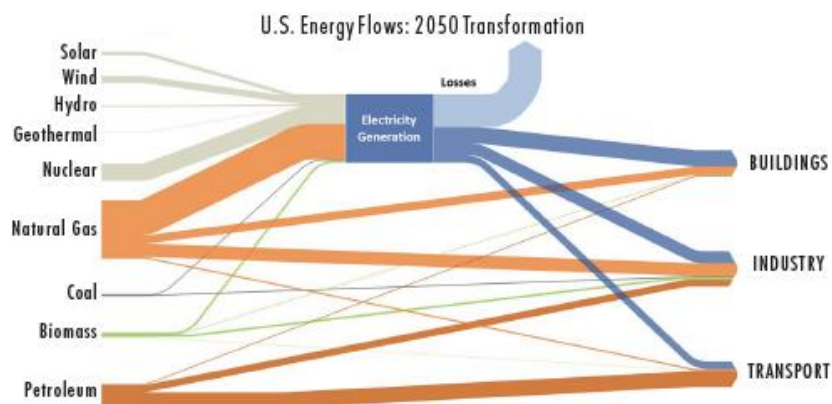 U.S. Energy Flows: 2050 Transformation
Solar
Wind
Hydro
Geothermal
Nuclear
Natural Gas
Coal
Biomass
Petroleum
Electricity
Generation
Losses
BUILDINGS
INDUSTRY
TRANSPORT